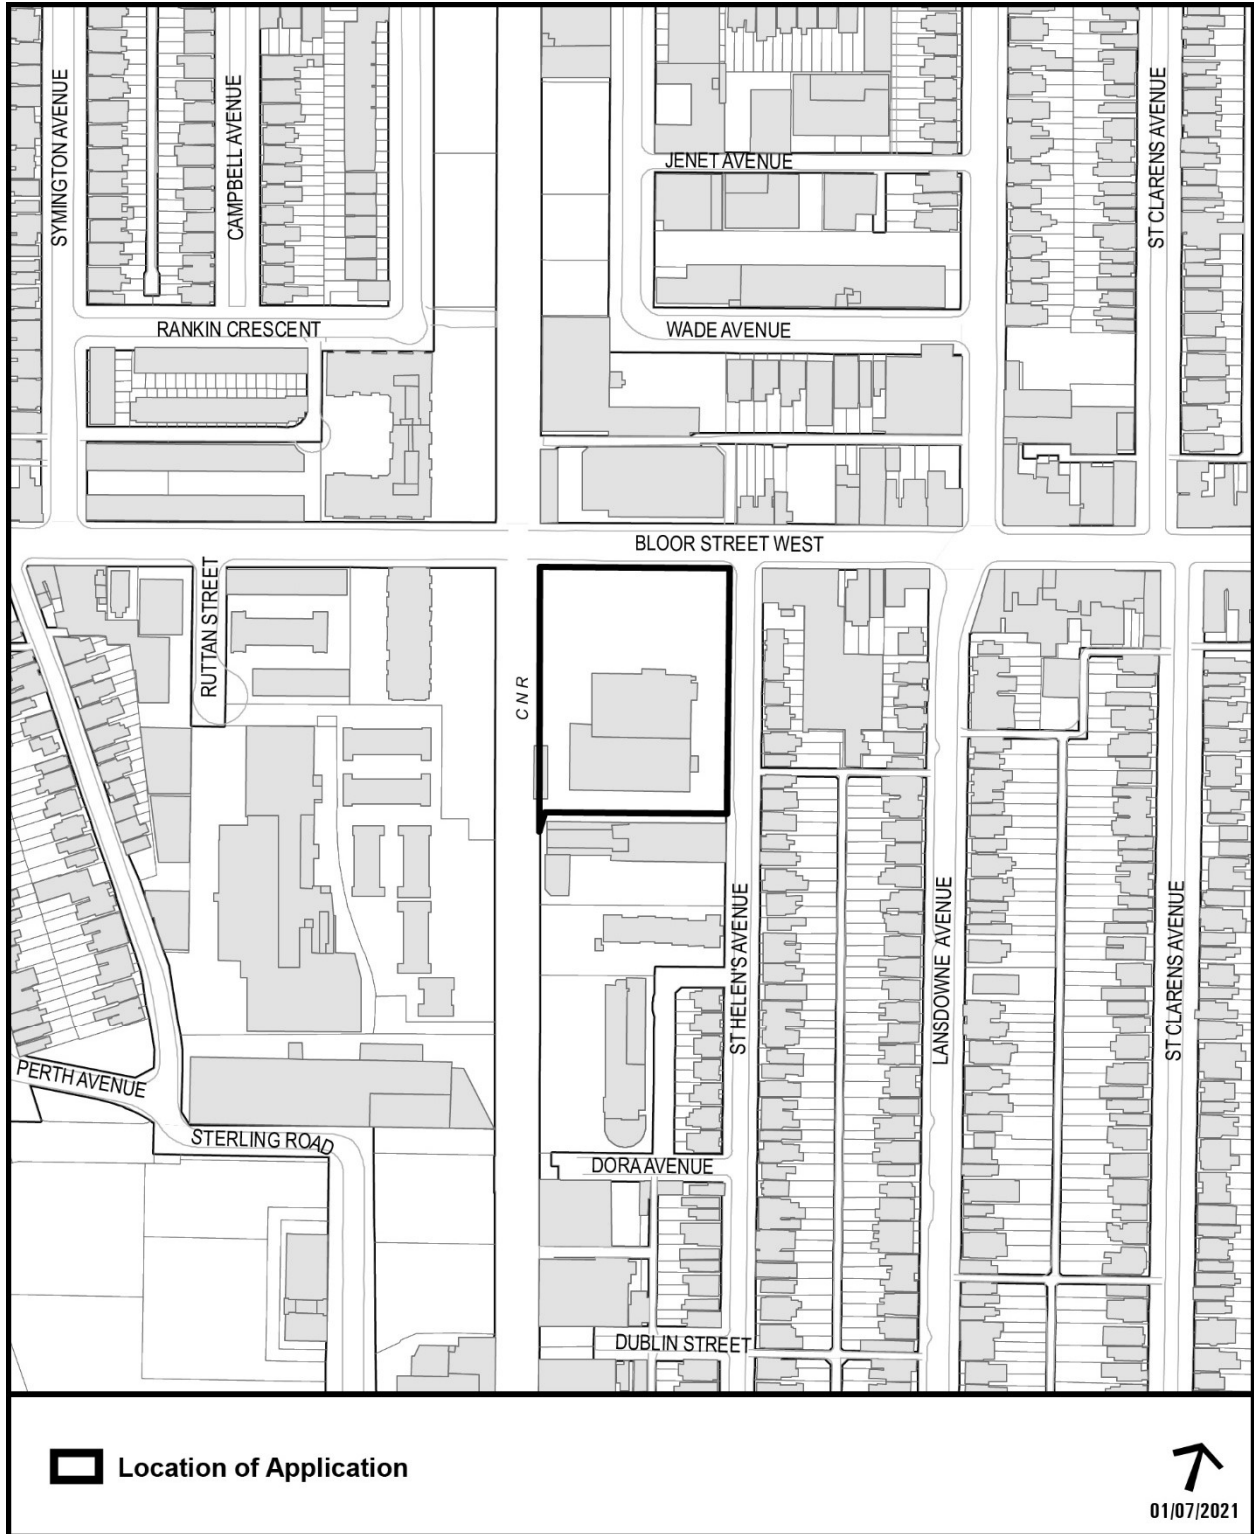 SYMINGTON AVENUE
CAMPBELL AVENUE
ST CLARENS AVENUE
JENET AVENUE
RANKIN CRESCENT
WADE AVENUE
BLOOR STREET WEST
RUTTAN STREET
CNR
ST HELEN'S AVENUE
LANSDOWNE AVENUE
ST CLARENS AVENUE
PERTH AVENUE
STERLING ROAD
DORA AVENUE
DUBLIN STREET
Location of Application
01/07/2021